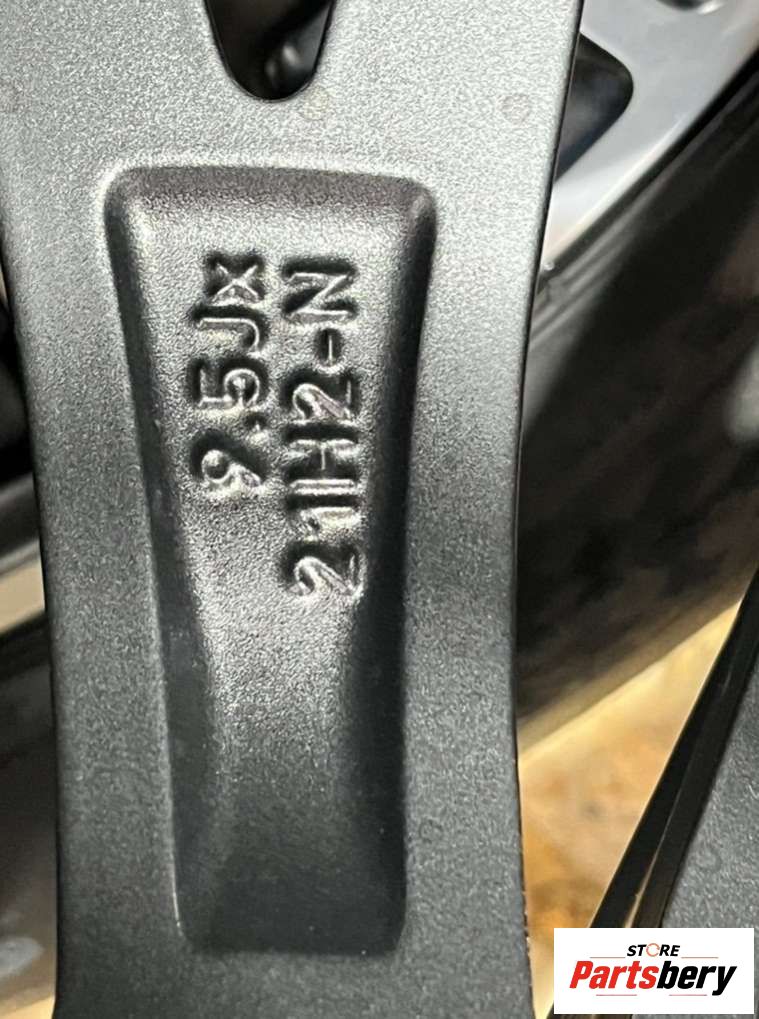 9.5Jx
21H2-N
STORE
Partsbery